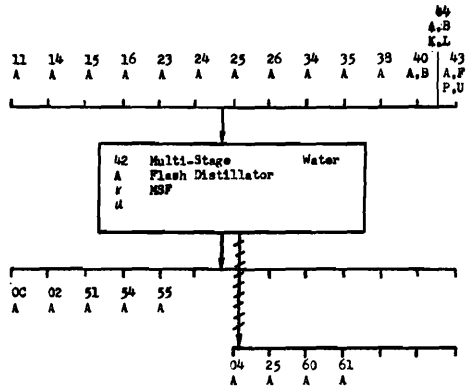 44
A,B
K,L
11 14 15 16 23 24 25 26 34 35 38 40 43
A A A A A A A A A A A A,B A,F
P,U
42 Multi-Stage Water
A Flash Distillator
MSF
00 02 51 54 55
A A A A A
04 25 60 61
A A A A